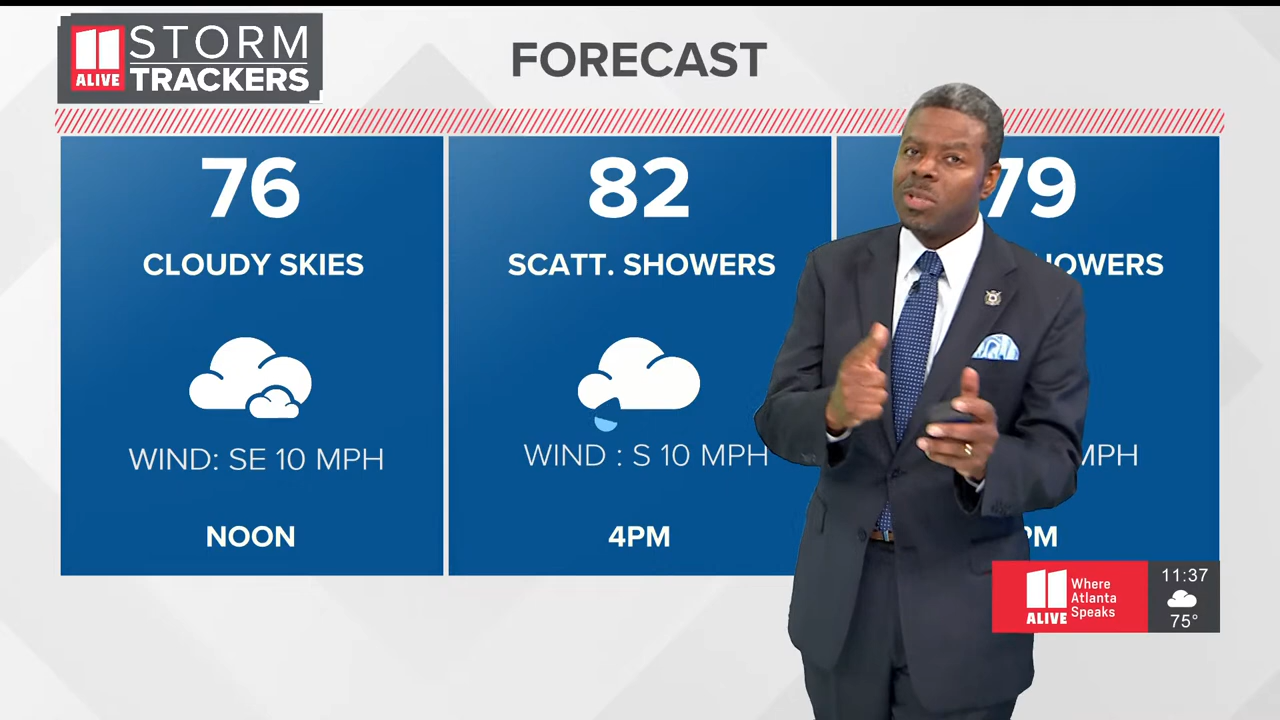 11
ALIVE
STORM
TRACKERS
FORECAST
76
CLOUDY SKIES
WIND: SE 10 MPH
NOON
82
SCATT. SHOWERS
WIND : S 10 MPH
4PM
79
MPH
PM
11
ALIVE
Where
Atlanta
Speaks
11:37
75°